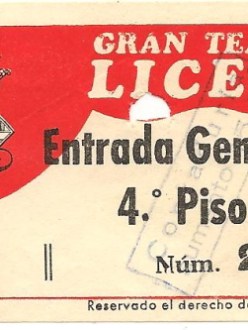 GRAN TEA
LICE
Entrada Gen
4.° Piso
Núm. 2
Reservado el derecho d